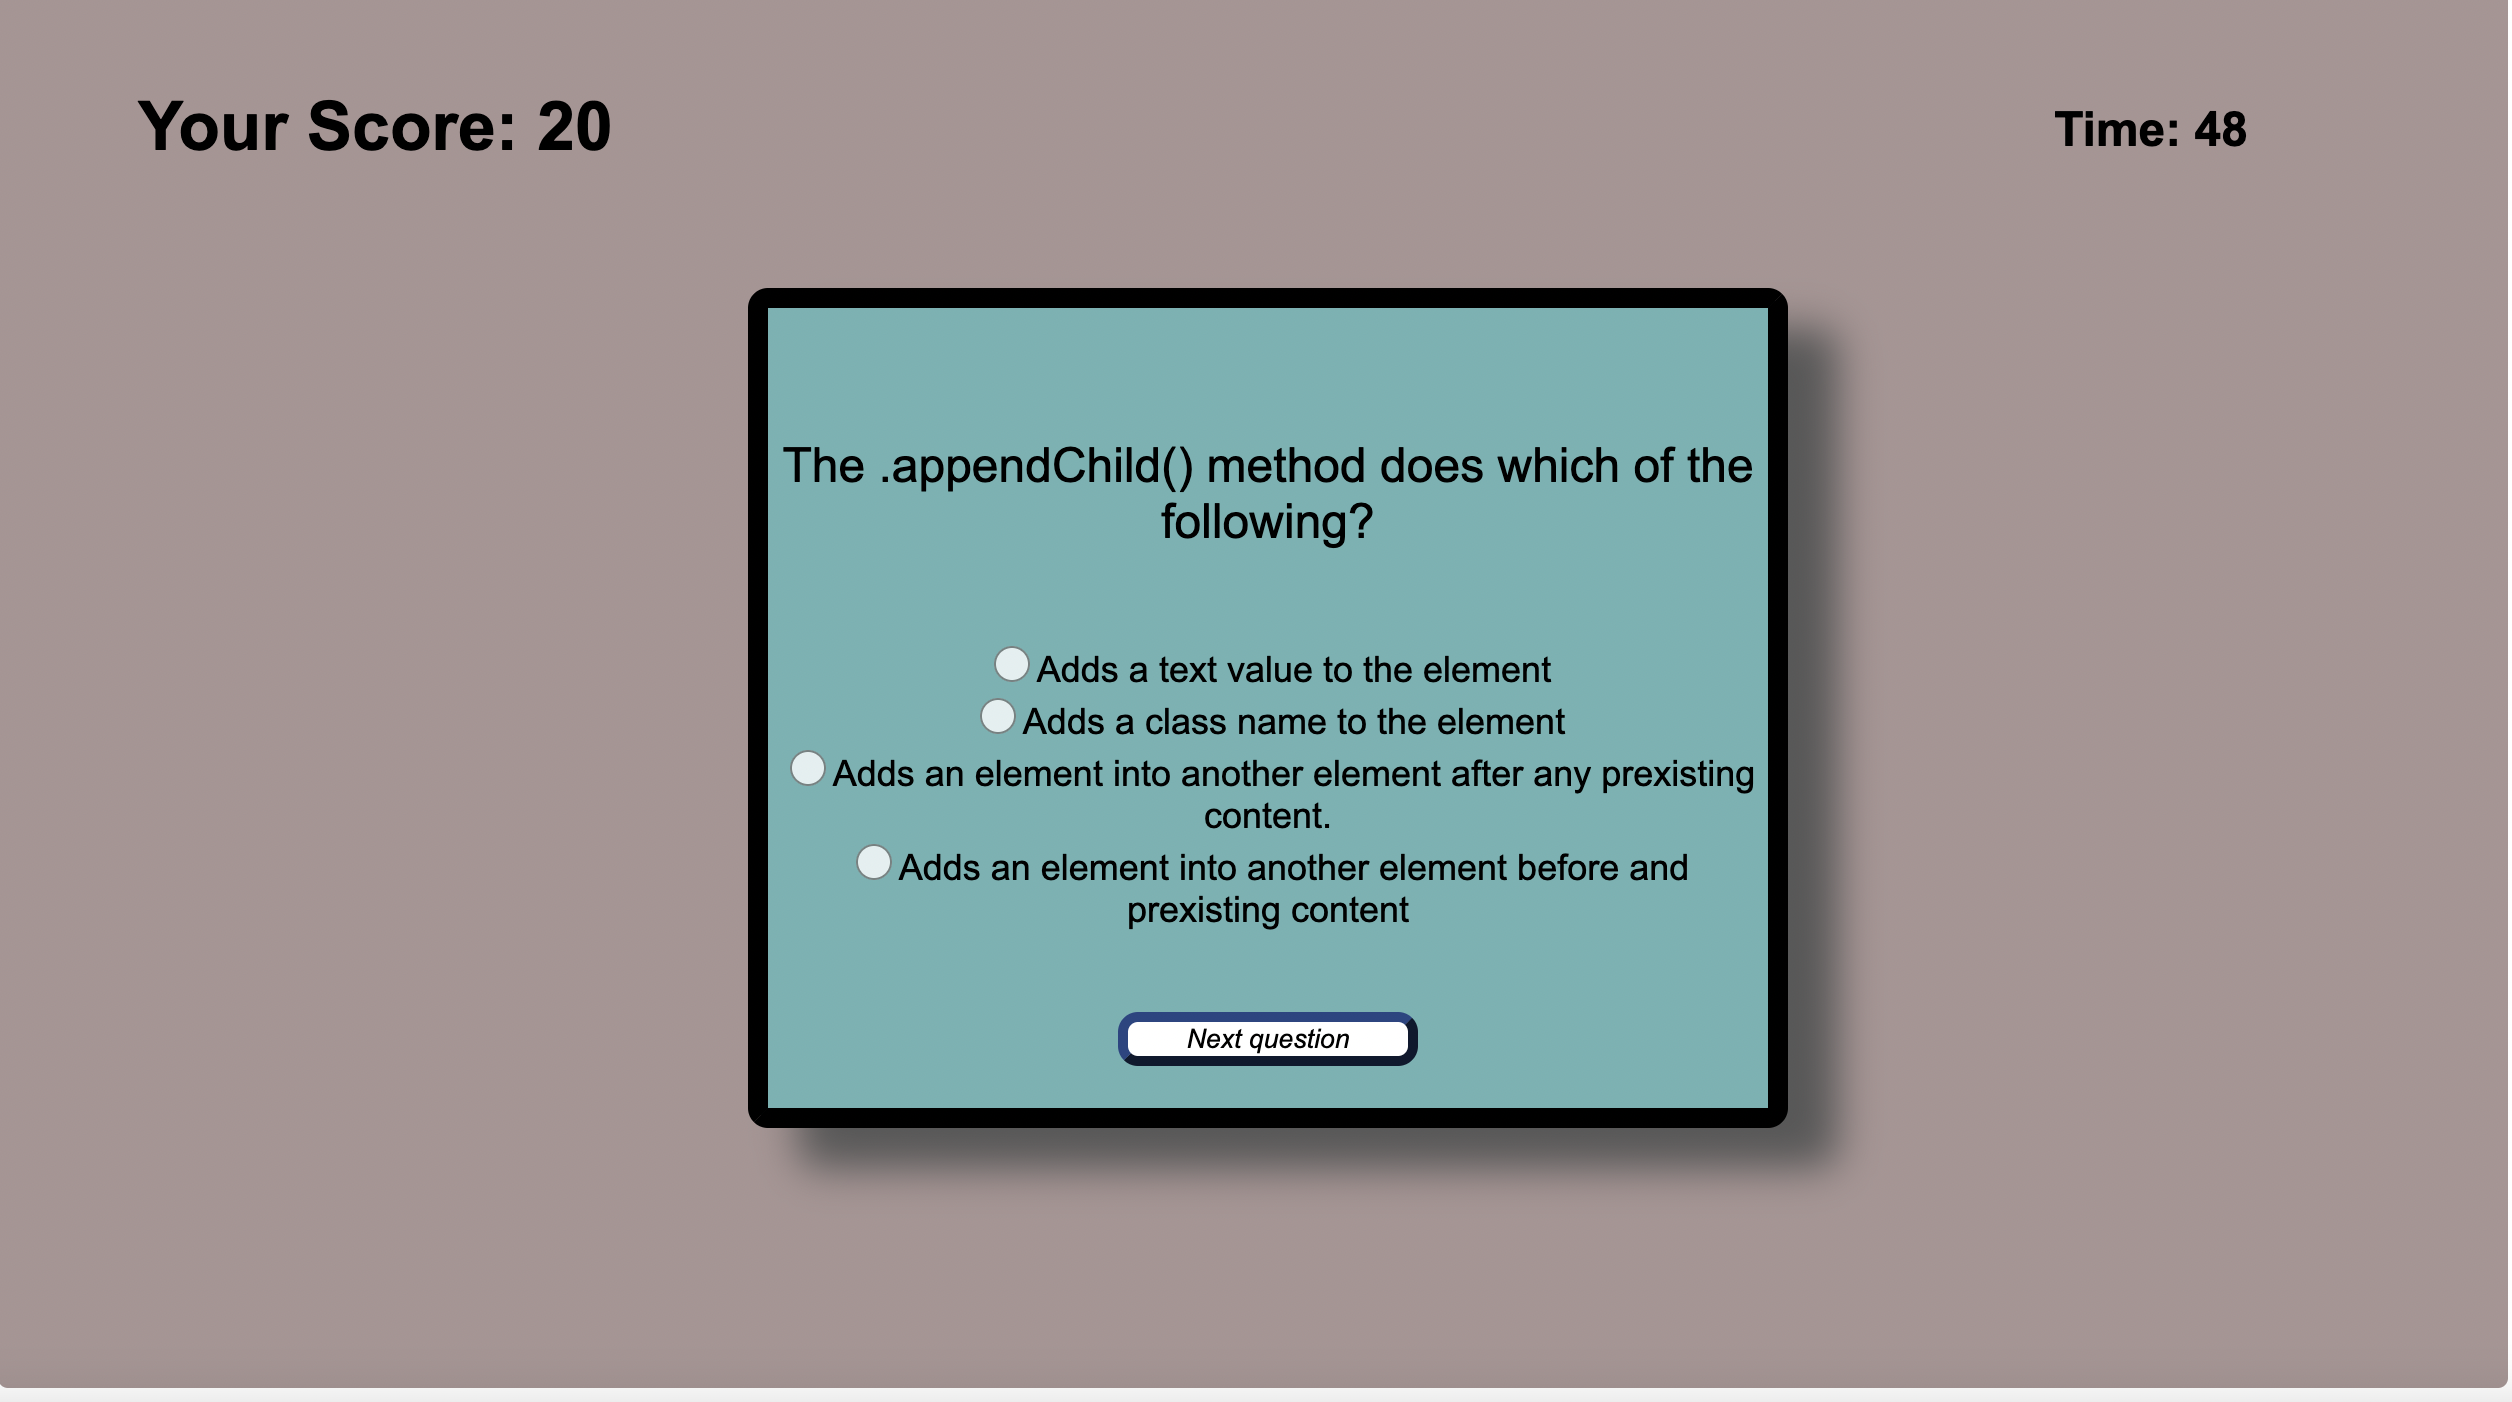 Your Score: 20
Time: 48
The .appendChild() method does which of the
following?
Adds a text value to the element
Adds a class name to the element
Adds an element into another element after any prexisting
content.
Adds an element into another element before and
prexisting content
Next question